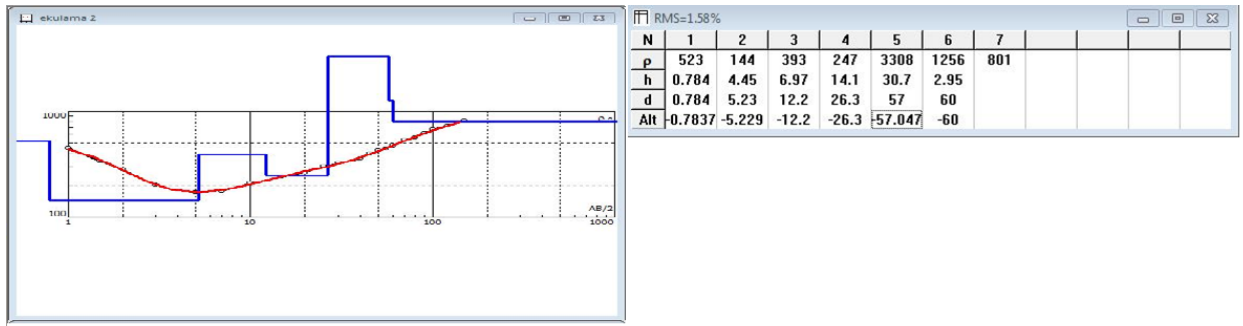 ekulama 2
1000
100
1
10
100
1000
AB/2
RMS=1.58%
N 1 2 3 4 5 6 7
ρ 523 144 393 247 3308 1256 801
h 0.784 4.45 6.97 14.1 30.7 2.95
d 0.784 5.23 12.2 26.3 57 60
Alt -0.7837 -5.229 -12.2 -26.3 -57.047 -60